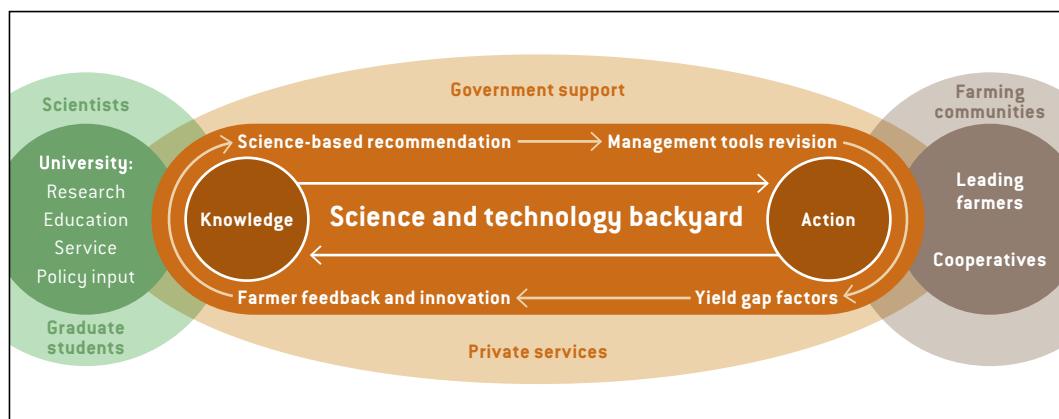 Scientists
University:
Research
Education
Service
Policy input
Graduate
students
Government support
Science-based recommendation
Management tools revision
Knowledge
Science and technology backyard
Action
Farmer feedback and innovation
Yield gap factors
Private services
Farming
communities
Leading
farmers
Cooperatives